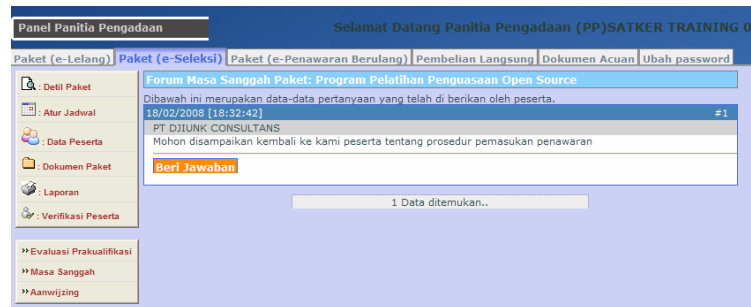 Panel Panitia Pengadaan
Selamat Datang Panitia Pengadaan (PP)SATKER TRAINING 0
Paket (e-Lelang) Paket (e-Seleksi) Paket (e-Penawaran Berulang) Pembelian Langsung Dokumen Acuan Ubah password
: Detil Paket
: Atur Jadwal
: Data Peserta
: Dokumen Paket
: Laporan
: Verifikasi Peserta
»Evaluasi Prakualifikasi
»Masa Sanggah
»Aanwijzing
Forum Masa Sanggah Paket: Program Pelatihan Penguasaan Open Source
Dibawah ini merupakan data-data pertanyaan yang telah di berikan oleh peserta.
18/02/2008 [18:32:42] #1
PT DJIUNK CONSULTANS
Mohon disampaikan kembali ke kami peserta tentang prosedur pemasukan penawaran
Beri Jawaban
1 Data ditemukan..